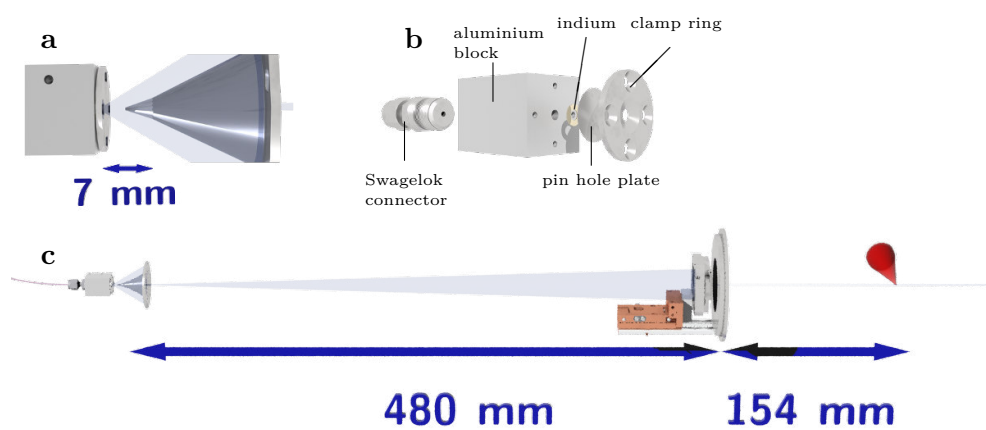 a
7 mm
b
aluminium
block
indium
clamp ring
Swagelok
connector
pin hole plate
c
480 mm
154 mm